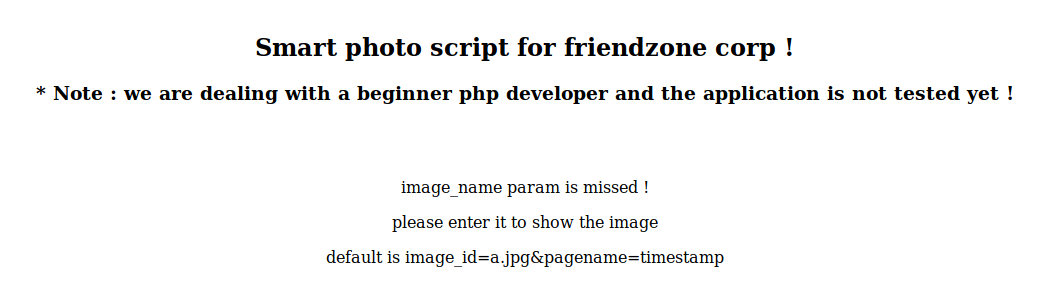 Smart photo script for friendzone corp !
* Note : we are dealing with a beginner php developer and the application is not tested yet !
image_name param is missed !
please enter it to show the image
default is image_id=a.jpg&pagename=timestamp